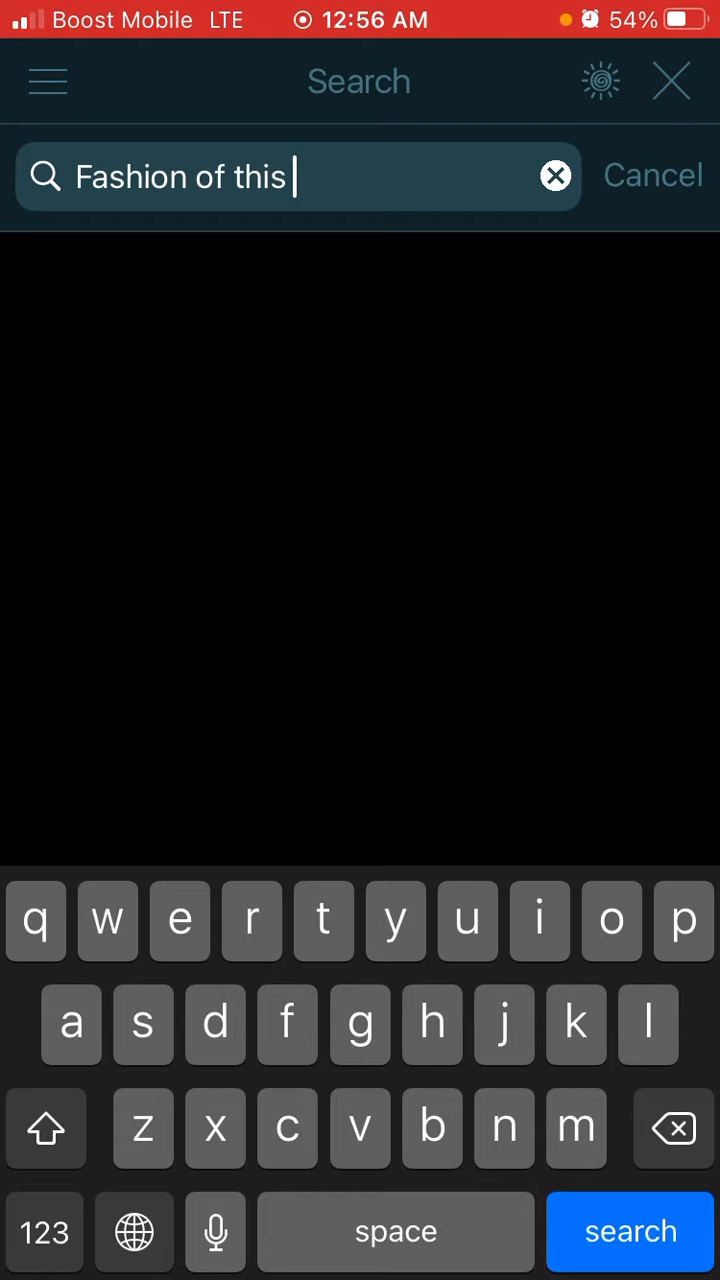 Boost Mobile LTE 12:56 AM 54%
Search
Fashion of this Cancel
q w e r t y u i o p
a s d f g h j k l
z x c v b n m
123 space search